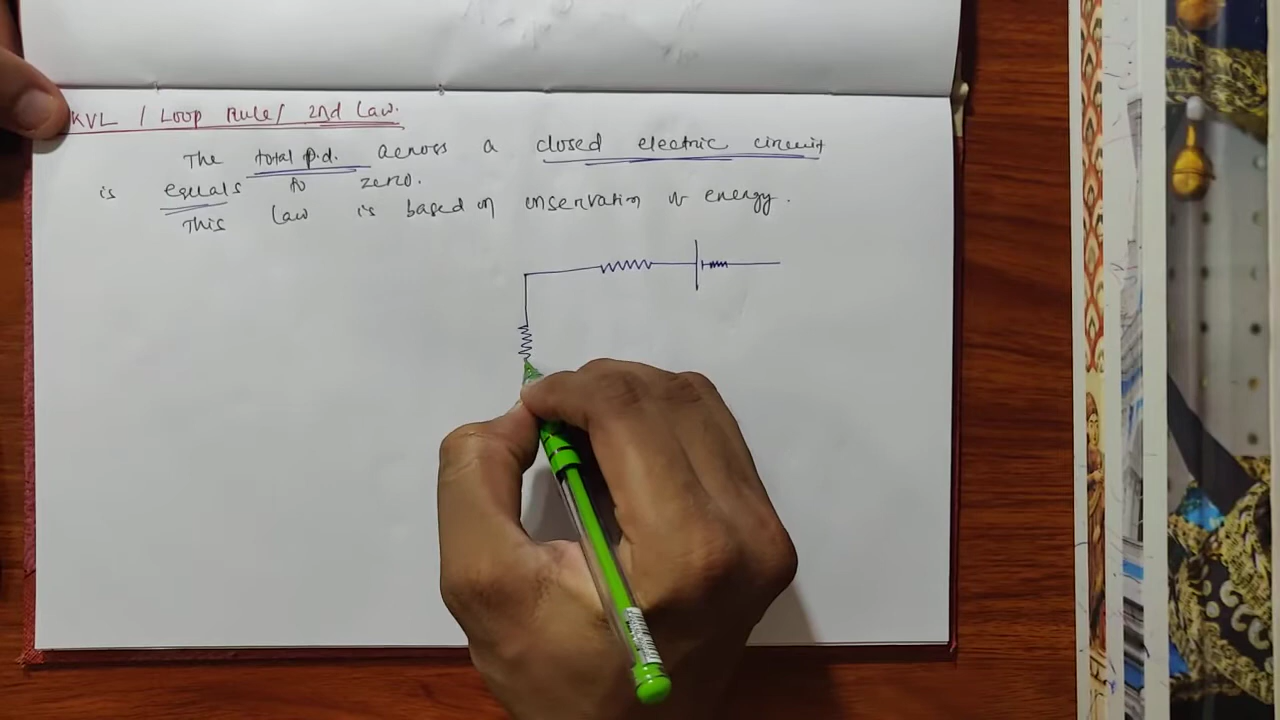 KVL / Loop Rule / 2nd Law.
The total p.d. across a closed electric circuit
is equals to zero.
This law is based on conservation of energy.